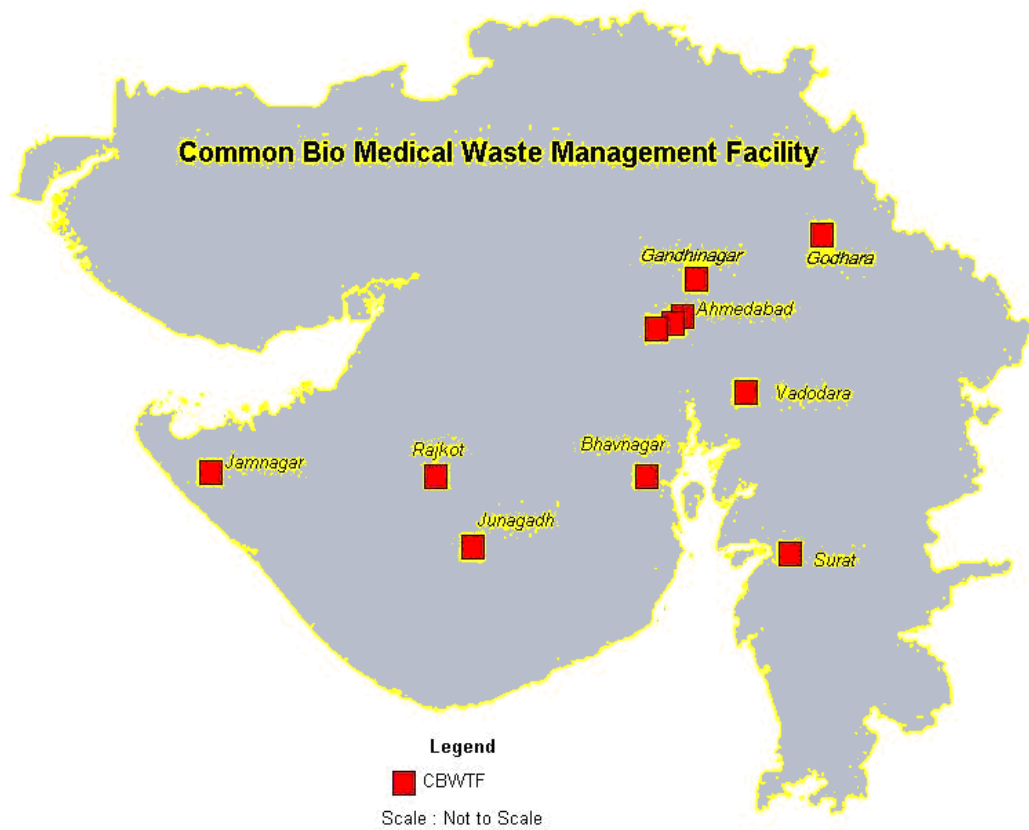 Common Bio Medical Waste Management Facility
Gandhinagar
Godhara
Ahmedabad
Vadodara
Jamnagar
Rajkot
Bhavnagar
Junagadh
Surat
Legend
CBWTF
Scale : Not to Scale